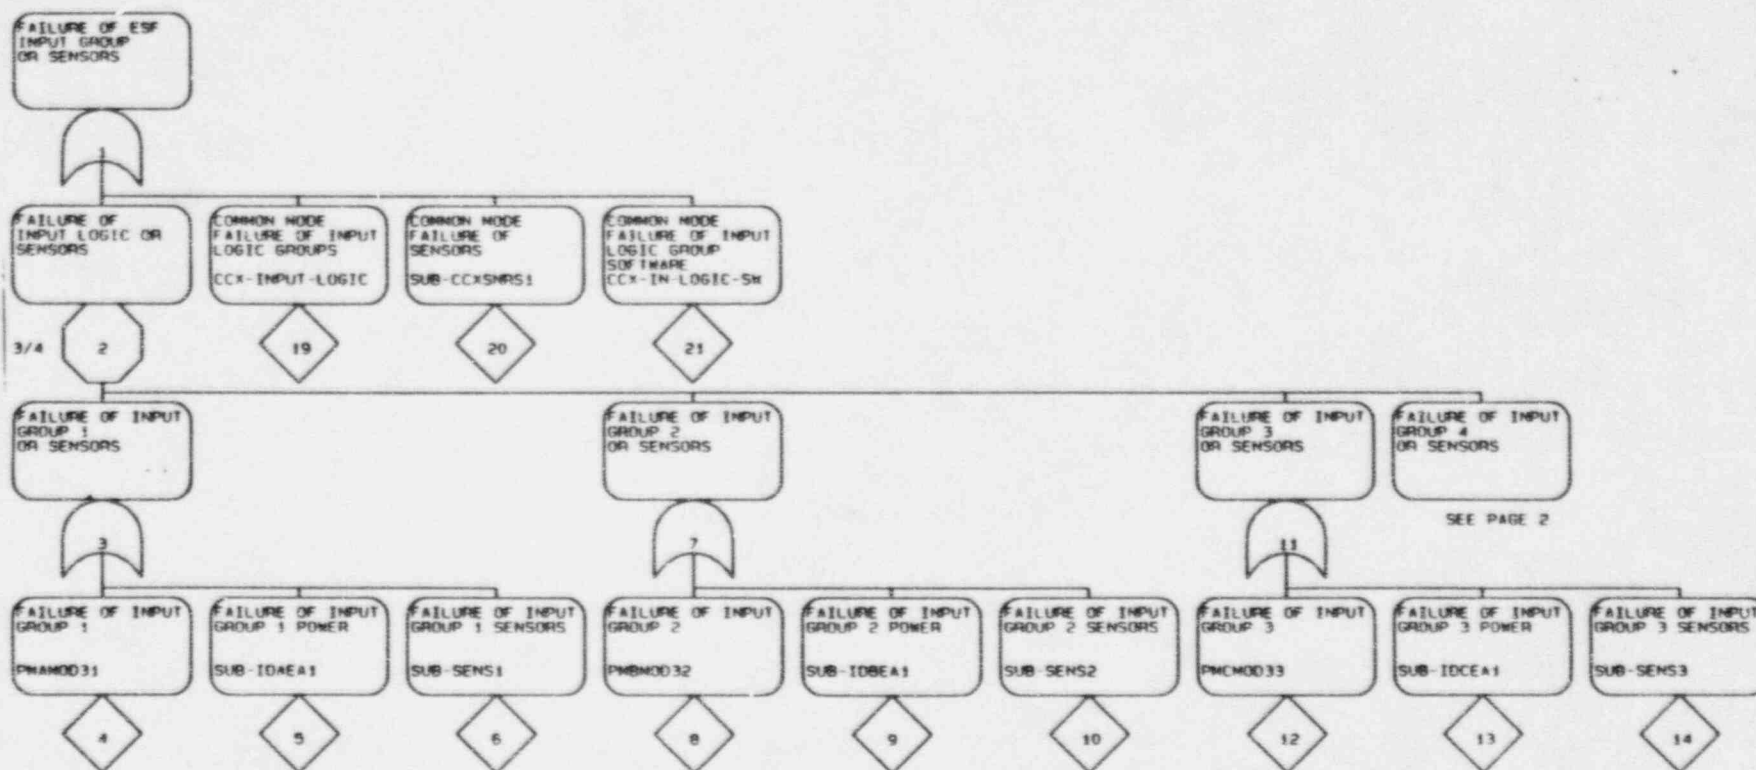 FAILURE OF ESF
INPUT GROUP
OR SENSORS
1
FAILURE OF
INPUT LOGIC OR
SENSORS
COMMON MODE
FAILURE OF INPUT
LOGIC GROUPS
CCX-INPUT-LOGIC
COMMON MODE
FAILURE OF
SENSORS
SUB-CCXSNRS1
COMMON MODE
FAILURE OF INPUT
LOGIC GROUP
SOFTWARE
CCX-IN-LOGIC-SW
3/4
2
19
20
21
FAILURE OF INPUT
GROUP 1
OR SENSORS
FAILURE OF INPUT
GROUP 2
OR SENSORS
FAILURE OF INPUT
GROUP 3
OR SENSORS
FAILURE OF INPUT
GROUP 4
OR SENSORS
SEE PAGE 2
3
7
11
FAILURE OF INPUT
GROUP 1
PMAMOD31
FAILURE OF INPUT
GROUP 1 POWER
SUB-IDAEA1
FAILURE OF INPUT
GROUP 1 SENSORS
SUB-SENS1
FAILURE OF INPUT
GROUP 2
PMBMOD32
FAILURE OF INPUT
GROUP 2 POWER
SUB-IDBEA1
FAILURE OF INPUT
GROUP 2 SENSORS
SUB-SENS2
FAILURE OF INPUT
GROUP 3
PMCMOD33
FAILURE OF INPUT
GROUP 3 POWER
SUB-IDCEA1
FAILURE OF INPUT
GROUP 3 SENSORS
SUB-SENS3
4
5
6
8
9
10
12
13
14